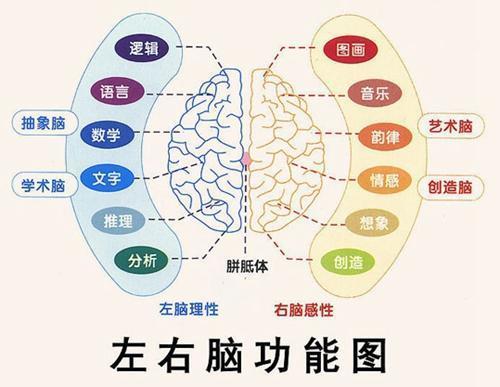 逻辑
语言
数学
文字
推理
分析
抽象脑
学术脑
图画
音乐
韵律
情感
想象
创造
艺术脑
创造脑
胼胝体
左脑理性
右脑感性
左右脑功能图